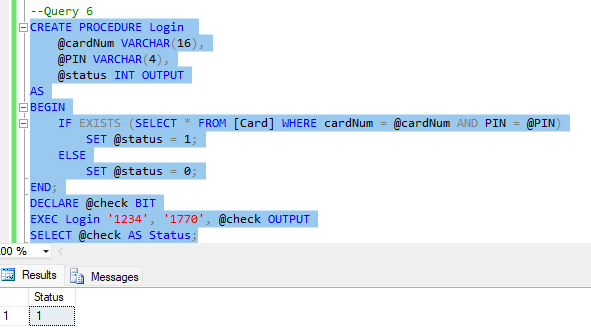 --Query 6
CREATE PROCEDURE Login
@cardNum VARCHAR(16),
@PIN VARCHAR(4),
@status INT OUTPUT
AS
BEGIN
IF EXISTS (SELECT * FROM [Card] WHERE cardNum = @cardNum AND PIN = @PIN)
SET @status = 1;
ELSE
SET @status = 0;
END;
DECLARE @check BIT
EXEC Login '1234', '1770', @check OUTPUT
SELECT @check AS Status;
.00 %
Results Messages
Status
1 1